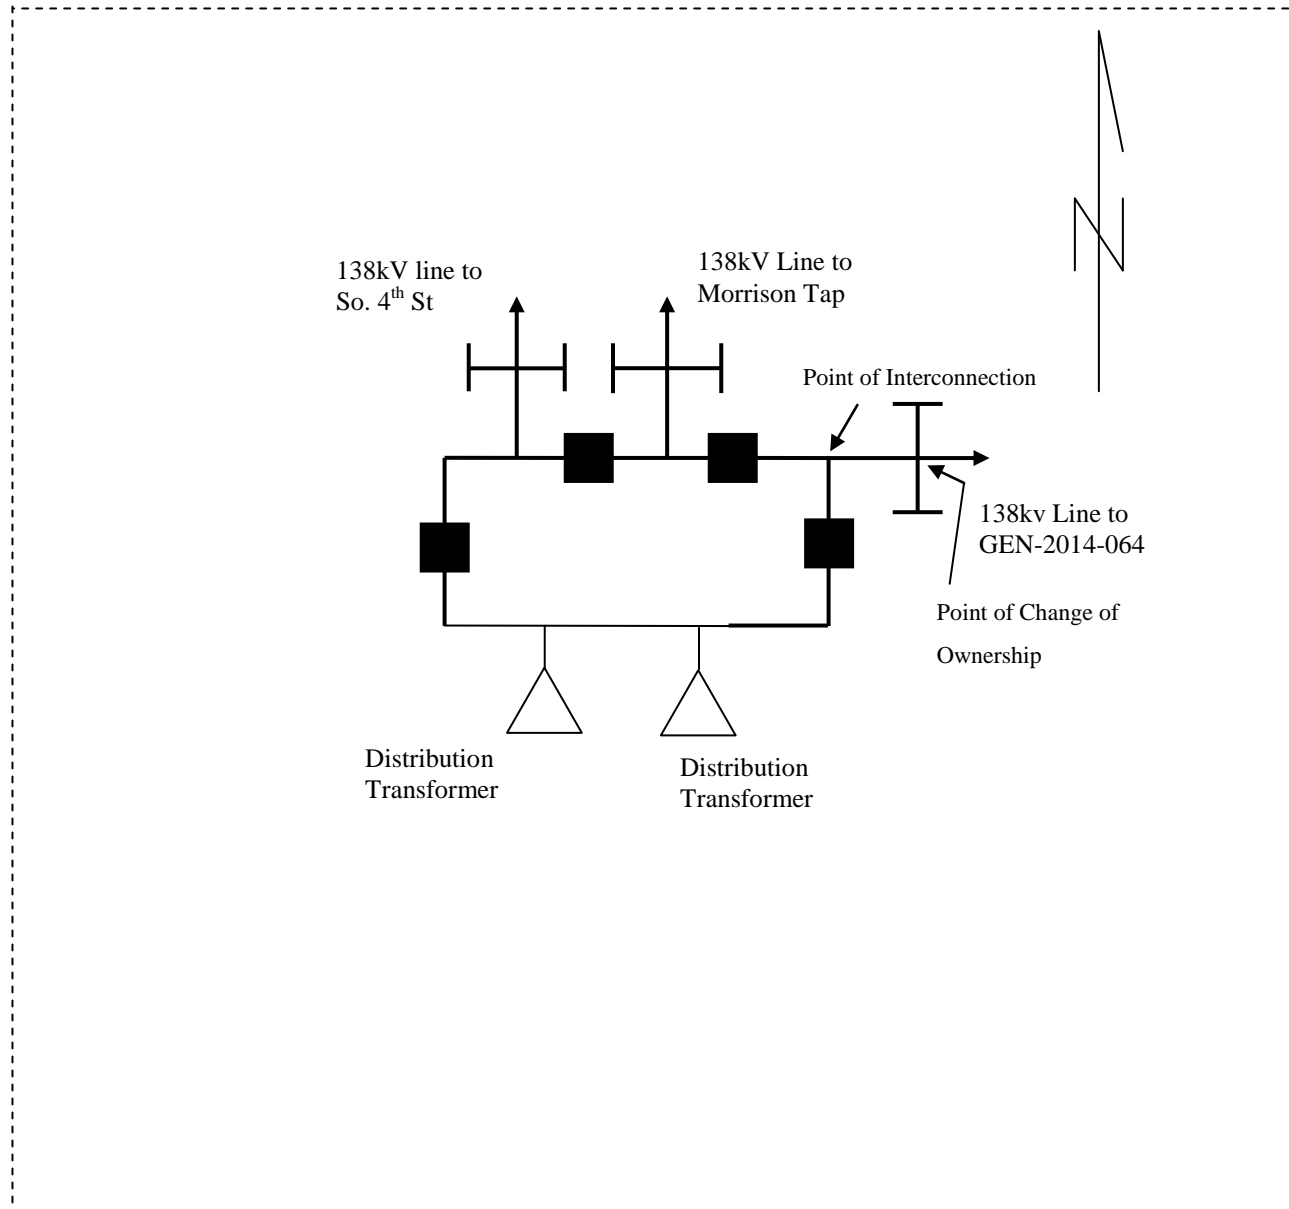 138kV line to
So. 4th St
138kV Line to
Morrison Tap
Point of Interconnection
138kv Line to
GEN-2014-064
Point of Change of
Ownership
Distribution
Transformer
Distribution
Transformer